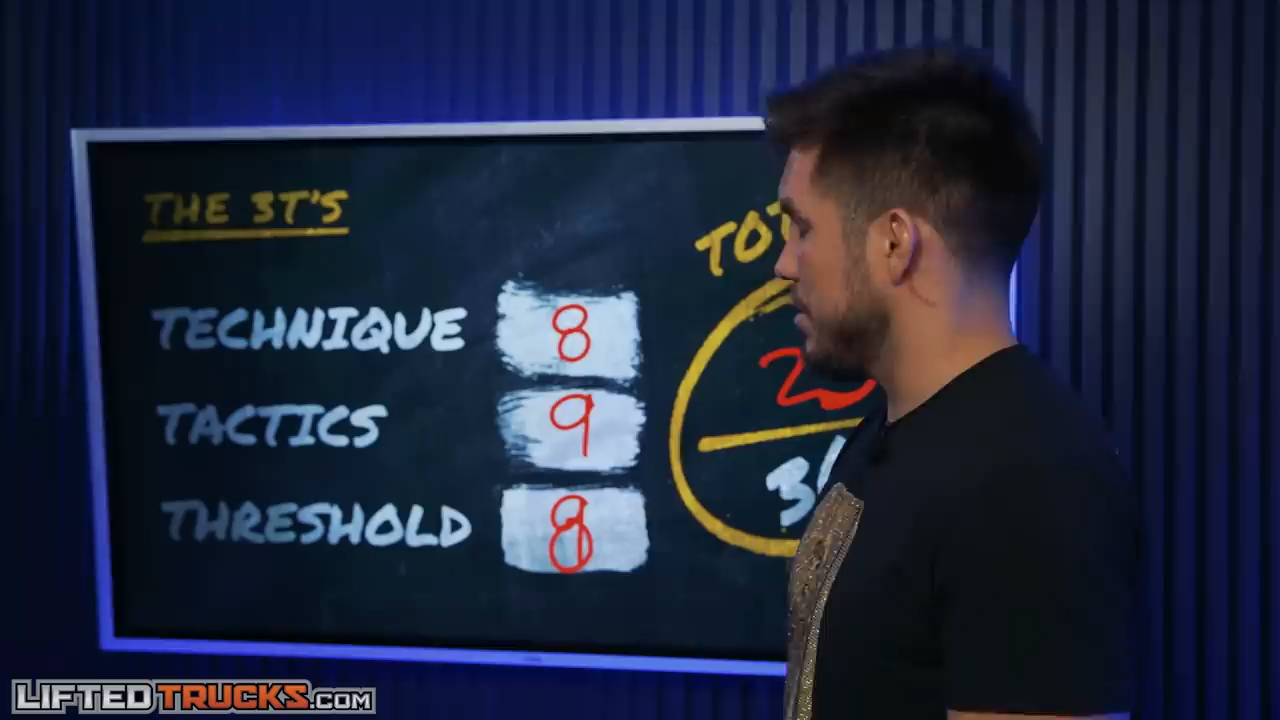 THE 3T'S
TECHNIQUE 8
TACTICS 9
THRESHOLD 8
LIFTEDTRUCKS.COM